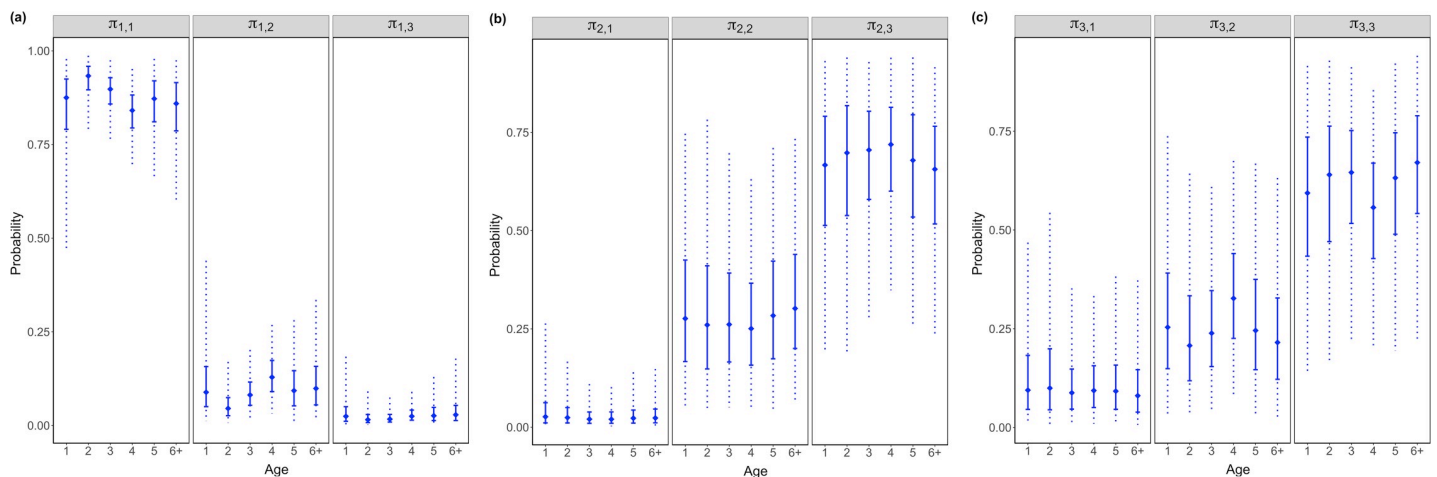 (a)
π1,1 π1,2 π1,3
1.00
0.75
0.50
0.25
0.00
Probability
1 2 3 4 5 6+ 1 2 3 4 5 6+ 1 2 3 4 5 6+
Age
(b)
π2,1 π2,2 π2,3
0.75
0.50
0.25
0.00
Probability
1 2 3 4 5 6+ 1 2 3 4 5 6+ 1 2 3 4 5 6+
Age
(c)
π3,1 π3,2 π3,3
0.75
0.50
0.25
0.00
Probability
1 2 3 4 5 6+ 1 2 3 4 5 6+ 1 2 3 4 5 6+
Age